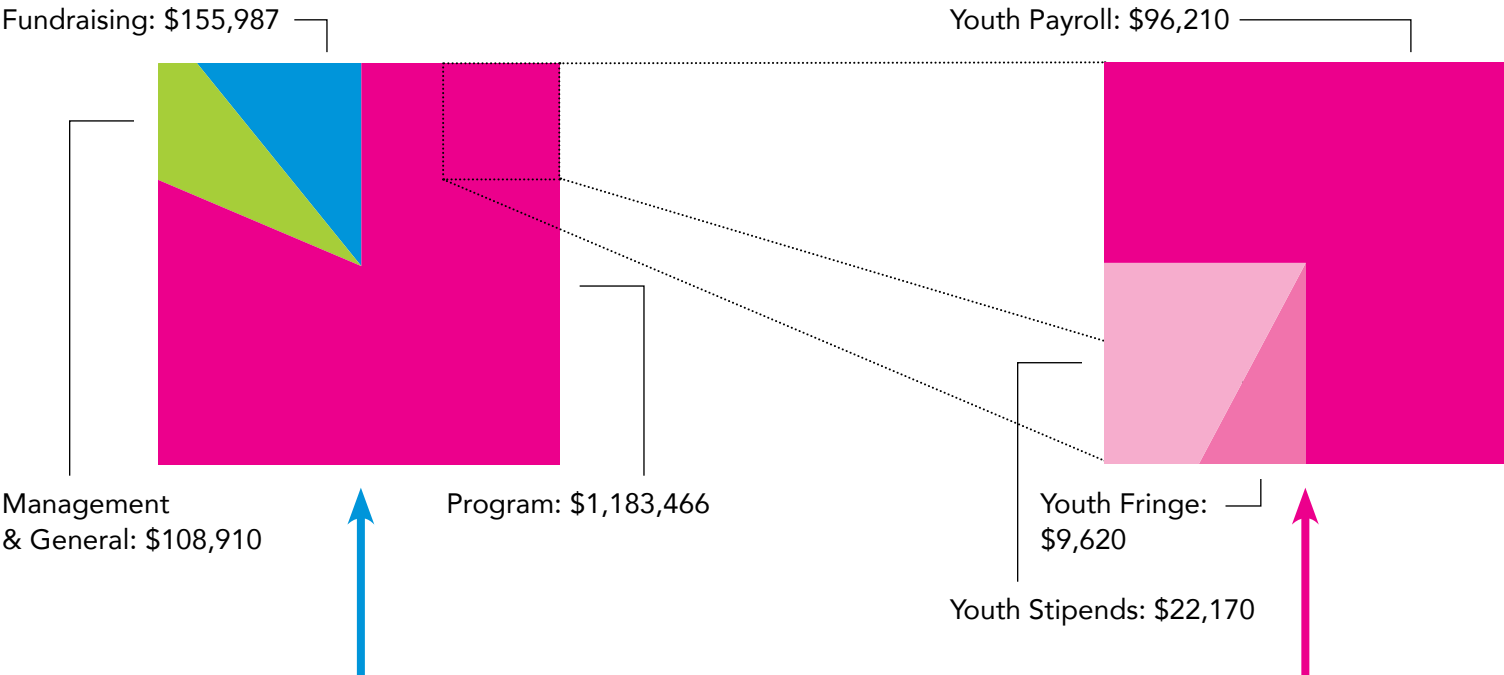 Fundraising: $155,987
Youth Payroll: $96,210
Management
& General: $108,910
Program: $1,183,466
Youth Fringe:
$9,620
Youth Stipends: $22,170